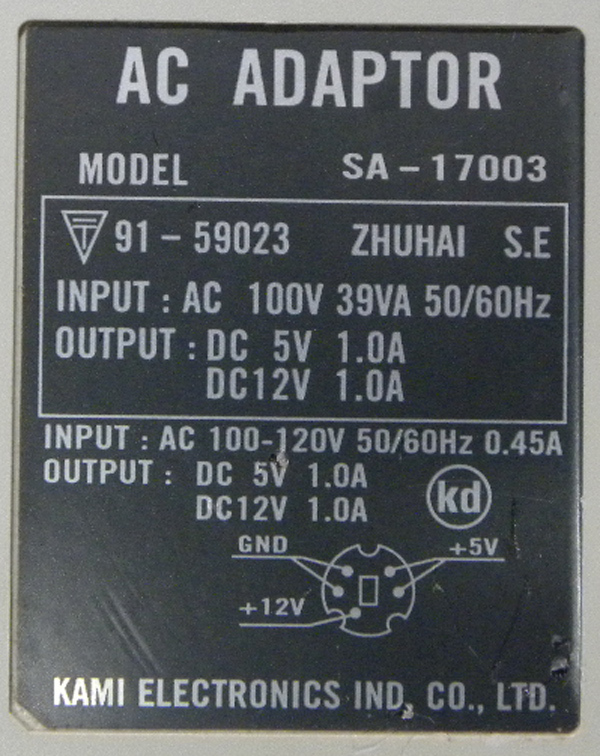 AC ADAPTOR
MODEL SA-17003
T 91-59023 ZHUHAI S.E
INPUT : AC 100V 39VA 50/60Hz
OUTPUT : DC 5V 1.0A
DC12V 1.0A
INPUT : AC 100-120V 50/60Hz 0.45A
OUTPUT : DC 5V 1.0A
DC12V 1.0A
kd
GND +5V
+12V
KAMI ELECTRONICS IND. CO., LTD.